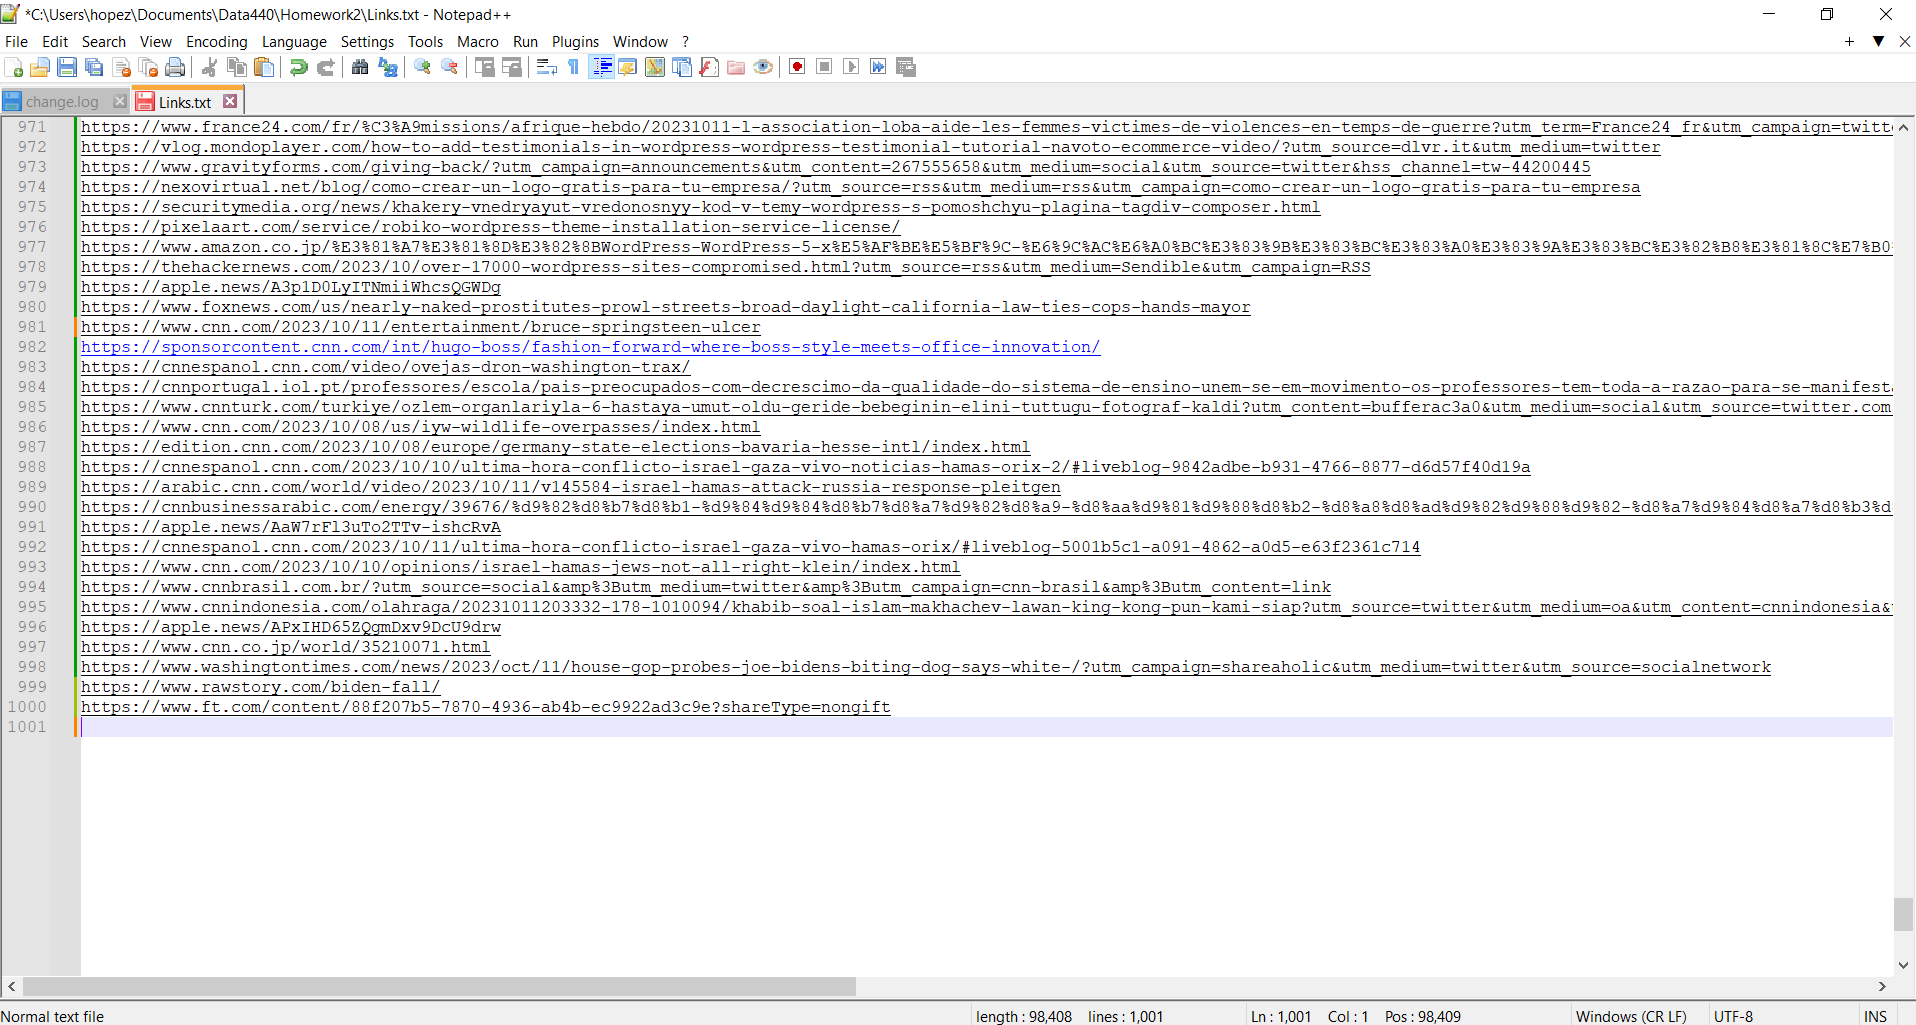 *C:\Users\hopez\Documents\Data440\Homework2\Links.txt - Notepad++
File Edit Search View Encoding Language Settings Tools Macro Run Plugins Window ?
change.log Links.txt
971 https://www.france24.com/fr/%C3%A9missions/afrique-hebdo/20231011-l-association-loba-aide-les-femmes-victimes-de-violences-en-temps-de-guerre?utm_term=France24_fr&utm_campaign=twitte
972 https://vlog.mondoplayer.com/how-to-add-testimonials-in-wordpress-wordpress-testimonial-tutorial-navoto-ecommerce-video/?utm_source=dlvr.it&utm_medium=twitter
973 https://www.gravityforms.com/giving-back/?utm_campaign=announcements&utm_content=267555658&utm_medium=social&utm_source=twitter&hss_channel=tw-44200445
974 https://nexovirtual.net/blog/como-crear-un-logo-gratis-para-tu-empresa/?utm_source=rss&utm_medium=rss&utm_campaign=como-crear-un-logo-gratis-para-tu-empresa
975 https://securitymedia.org/news/khakery-vnedryayut-vredonosnyy-kod-v-temy-wordpress-s-pomoshchyu-plagina-tagdiv-composer.html
976 https://pixelaart.com/service/robiko-wordpress-theme-installation-service-license/
977 https://www.amazon.co.jp/%E3%81%A7%E3%81%8D%E3%82%8BWordPress-WordPress-5-x%E5%AF%BE%E5%BF%9C-%E6%9C%AC%E6%A0%BC%E3%83%9B%E3%83%BC%E3%83%A0%E3%83%9A%E3%83%BC%E3%82%B8%E3%81%8C%E7%B0
978 https://thehackernews.com/2023/10/over-17000-wordpress-sites-compromised.html?utm_source=rss&utm_medium=Sendible&utm_campaign=RSS
979 https://apple.news/A3p1D0LyITNmiiWhcsQGWDg
980 https://www.foxnews.com/us/nearly-naked-prostitutes-prowl-streets-broad-daylight-california-law-ties-cops-hands-mayor
981 https://www.cnn.com/2023/10/11/entertainment/bruce-springsteen-ulcer
982 https://sponsorcontent.cnn.com/int/hugo-boss/fashion-forward-where-boss-style-meets-office-innovation/
983 https://cnnespanol.cnn.com/video/ovejas-dron-washington-trax/
984 https://cnnportugal.iol.pt/professores/escola/pais-preocupados-com-decrescimo-da-qualidade-do-sistema-de-ensino-unem-se-em-movimento-os-professores-tem-toda-a-razao-para-se-manifesta
985 https://www.cnnturk.com/turkiye/ozlem-organlariyla-6-hastaya-umut-oldu-geride-bebeginin-elini-tuttugu-fotograf-kaldi?utm_content=bufferac3a0&utm_medium=social&utm_source=twitter.com
986 https://www.cnn.com/2023/10/08/us/iyw-wildlife-overpasses/index.html
987 https://edition.cnn.com/2023/10/08/europe/germany-state-elections-bavaria-hesse-intl/index.html
988 https://cnnespanol.cnn.com/2023/10/10/ultima-hora-conflicto-israel-gaza-vivo-noticias-hamas-orix-2/#liveblog-9842adbe-b931-4766-8877-d6d57f40d19a
989 https://arabic.cnn.com/world/video/2023/10/11/v145584-israel-hamas-attack-russia-response-pleitgen
990 https://cnnbusinessarabic.com/energy/39676/%d9%82%d8%b7%d8%b1-%d9%84%d9%84%d8%b7%d8%a7%d9%82%d8%a9-%d8%aa%d9%81%d9%88%d8%b2-%d8%a8%d8%ad%d9%82%d9%88%d9%82-%d8%a7%d9%84%d8%a7%d8%b3%d8
991 https://apple.news/AaW7rFl3uTo2TTv-ishcRvA
992 https://cnnespanol.cnn.com/2023/10/11/ultima-hora-conflicto-israel-gaza-vivo-hamas-orix/#liveblog-5001b5c1-a091-4862-a0d5-e63f2361c714
993 https://www.cnn.com/2023/10/10/opinions/israel-hamas-jews-not-all-right-klein/index.html
994 https://www.cnnbrasil.com.br/?utm_source=social&amp%3Butm_medium=twitter&amp%3Butm_campaign=cnn-brasil&amp%3Butm_content=link
995 https://www.cnnindonesia.com/olahraga/20231011203332-178-1010094/khabib-soal-islam-makhachev-lawan-king-kong-pun-kami-siap?utm_source=twitter&utm_medium=oa&utm_content=cnnindonesia&
996 https://apple.news/APxIHD65ZQgmDxv9DcU9drw
997 https://www.cnn.co.jp/world/35210071.html
998 https://www.washingtontimes.com/news/2023/oct/11/house-gop-probes-joe-bidens-biting-dog-says-white-/?utm_campaign=shareaholic&utm_medium=twitter&utm_source=socialnetwork
999 https://www.rawstory.com/biden-fall/
1000 https://www.ft.com/content/88f207b5-7870-4936-ab4b-ec9922ad3c9e?shareType=nongift
1001
Normal text file length : 98,408 lines : 1,001 Ln : 1,001 Col : 1 Pos : 98,409 Windows (CR LF) UTF-8 INS